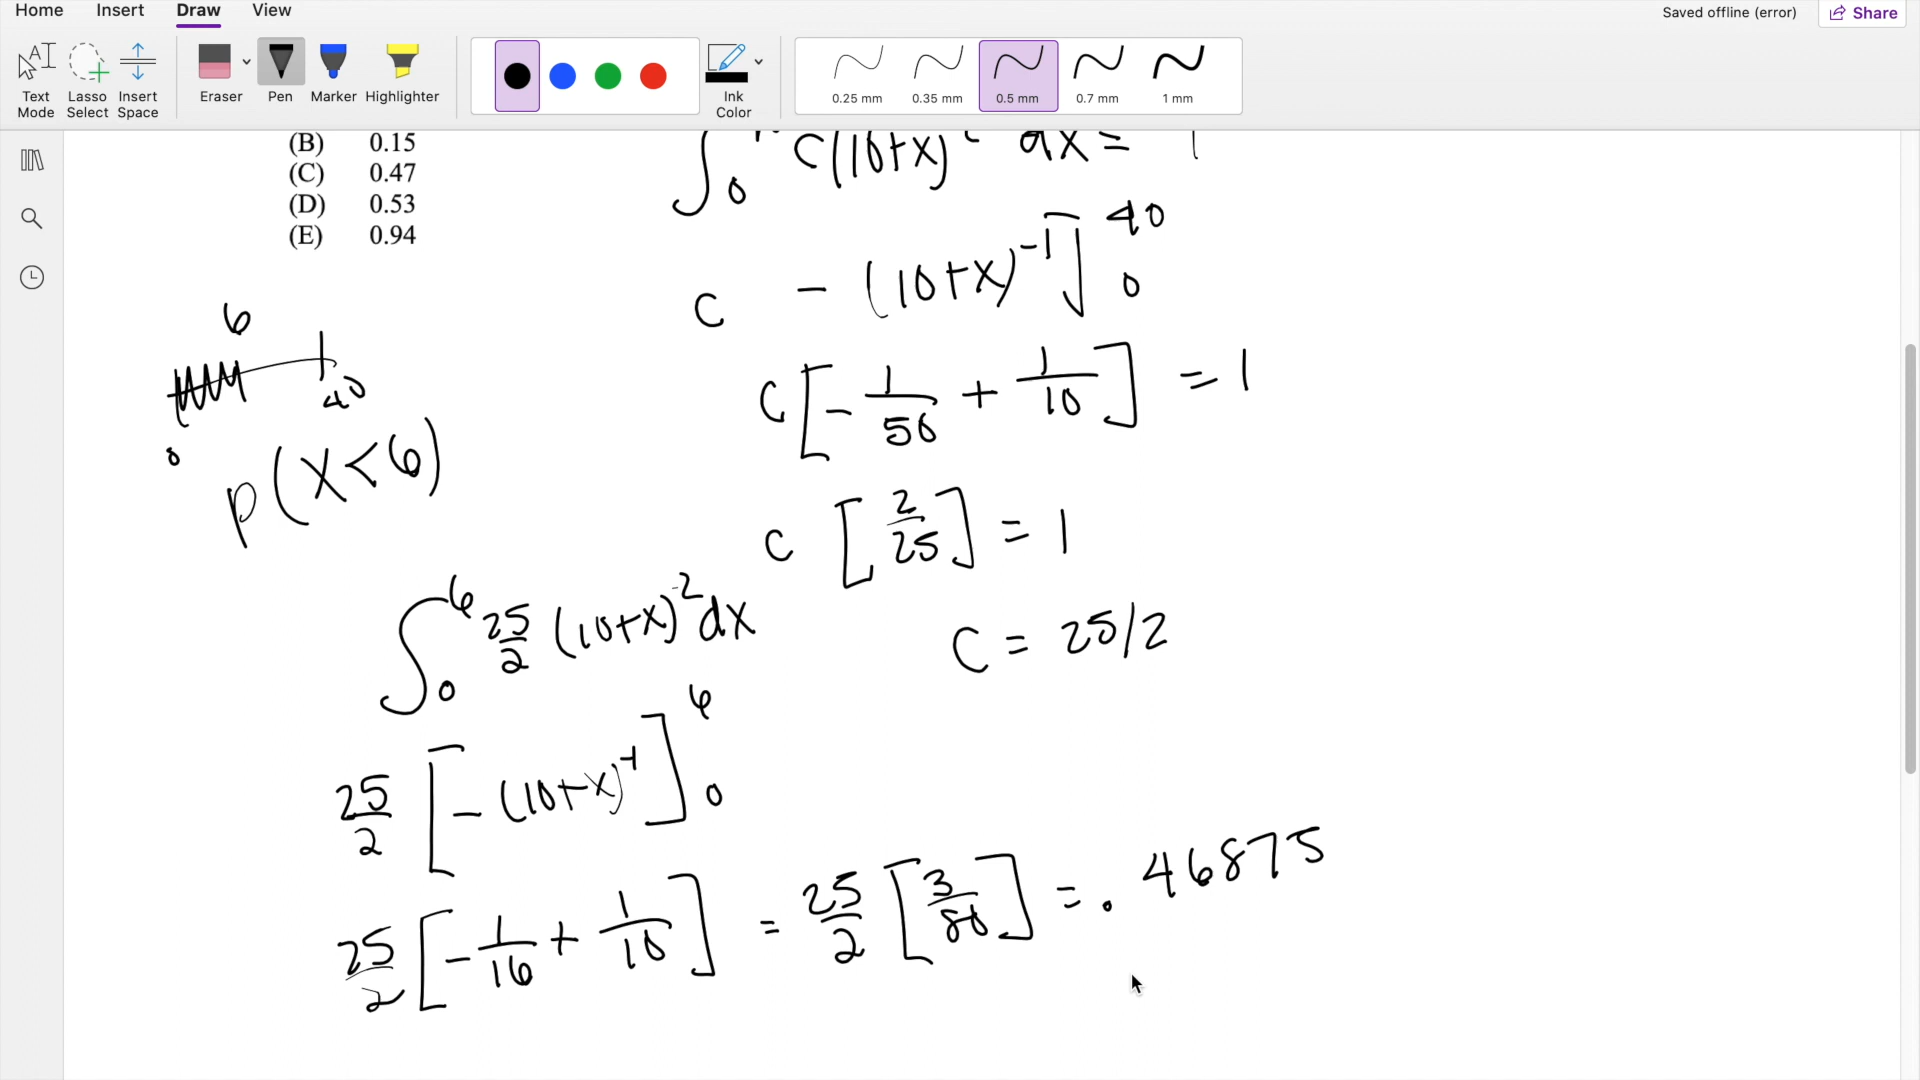 Home Insert Draw View
Saved offline (error) Share
Text Mode
Lasso Select
Insert Space
Eraser
Pen
Marker
Highlighter
Ink Color
0.25 mm
0.35 mm
0.5 mm
0.7 mm
1 mm
(B) 0.15
(C) 0.47
(D) 0.53
(E) 0.94
6
40
0
p(x<6)
∫₀ c(10+x) dx = 1
c -(10+x)⁻¹]₀⁴⁰
c[-1/50 + 1/10] = 1
c[2/25] = 1
c = 25/2
∫₀⁶ 25/2 (10+x)⁻² dx
25/2 [-(10+x)⁻¹]₀⁶
25/2 [-1/16 + 1/10] = 25/2 [3/80] = .46875